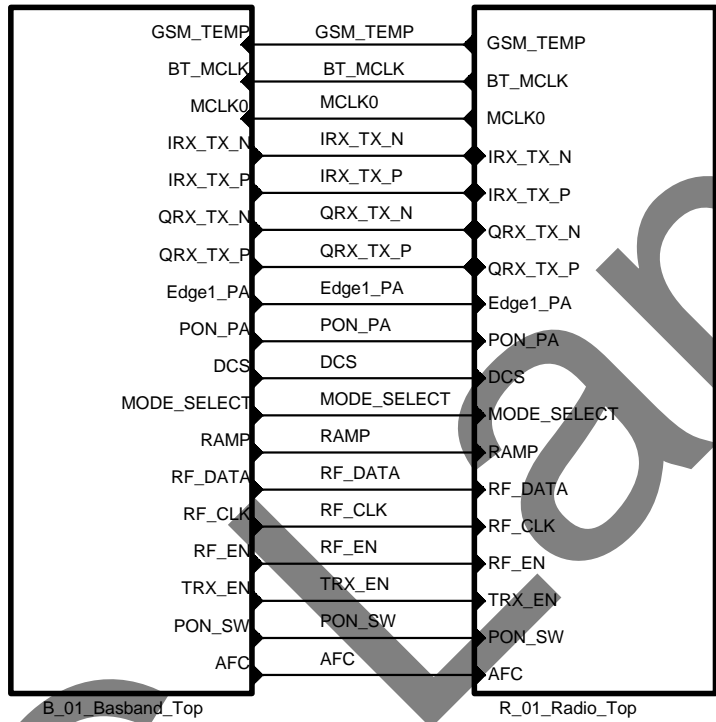 GSM_TEMP GSM_TEMP GSM_TEMP
BT_MCLK BT_MCLK BT_MCLK
MCLK0 MCLK0 MCLK0
IRX_TX_N IRX_TX_N IRX_TX_N
IRX_TX_P IRX_TX_P IRX_TX_P
QRX_TX_N QRX_TX_N QRX_TX_N
QRX_TX_P QRX_TX_P QRX_TX_P
Edge1_PA Edge1_PA Edge1_PA
PON_PA PON_PA PON_PA
DCS DCS DCS
MODE_SELECT MODE_SELECT MODE_SELECT
RAMP RAMP RAMP
RF_DATA RF_DATA RF_DATA
RF_CLK RF_CLK RF_CLK
RF_EN RF_EN RF_EN
TRX_EN TRX_EN TRX_EN
PON_SW PON_SW PON_SW
AFC AFC AFC
B_01_Basband_Top R_01_Radio_Top